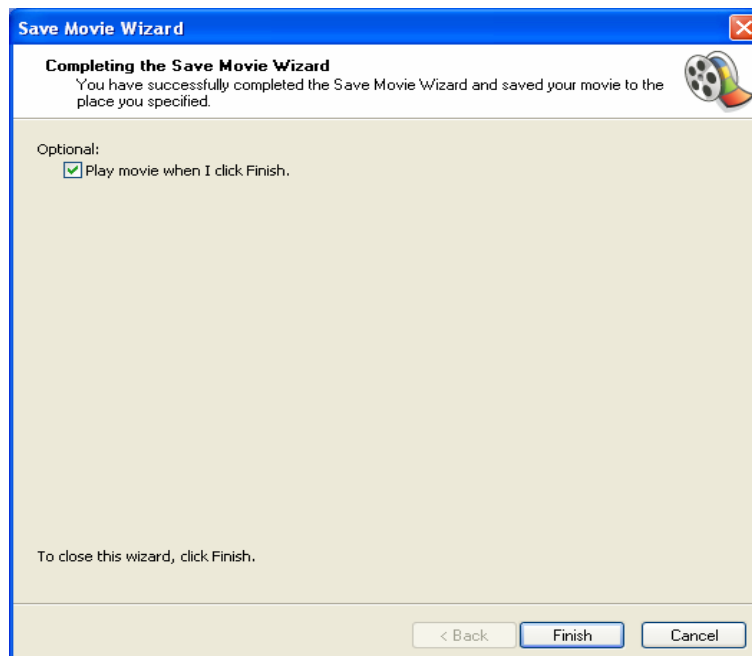 Save Movie Wizard
Completing the Save Movie Wizard
You have successfully completed the Save Movie Wizard and saved your movie to the
place you specified.
Optional:
Play movie when I click Finish.
To close this wizard, click Finish.
< Back
Finish
Cancel